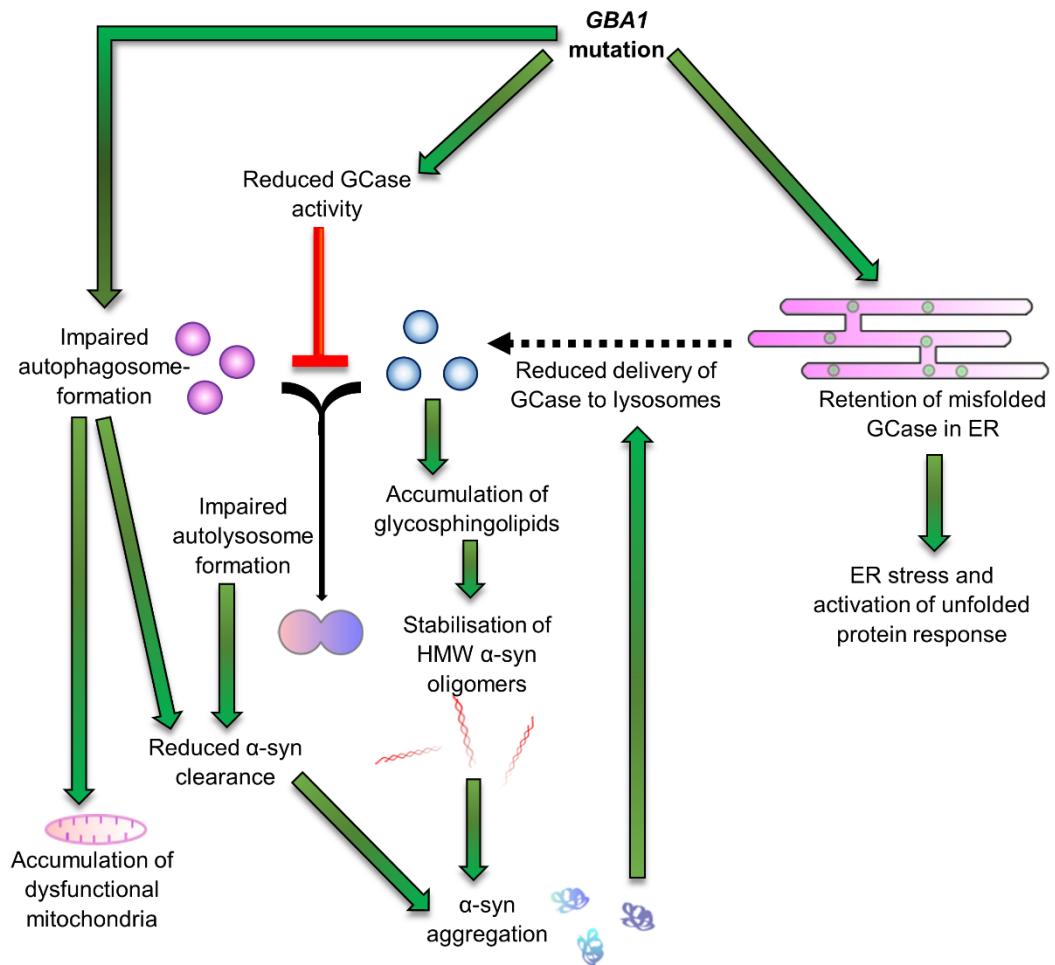 GBA1
mutation
Reduced GCase
activity
Impaired
autophagosome-
formation
Reduced delivery of
GCase to lysosomes
Retention of misfolded
GCase in ER
Accumulation of
glycosphingolipids
Impaired
autolysosome
formation
ER stress and
activation of unfolded
protein response
Stabilisation of
HMW α-syn
oligomers
Reduced α-syn
clearance
Accumulation of
dysfunctional
mitochondria
α-syn
aggregation